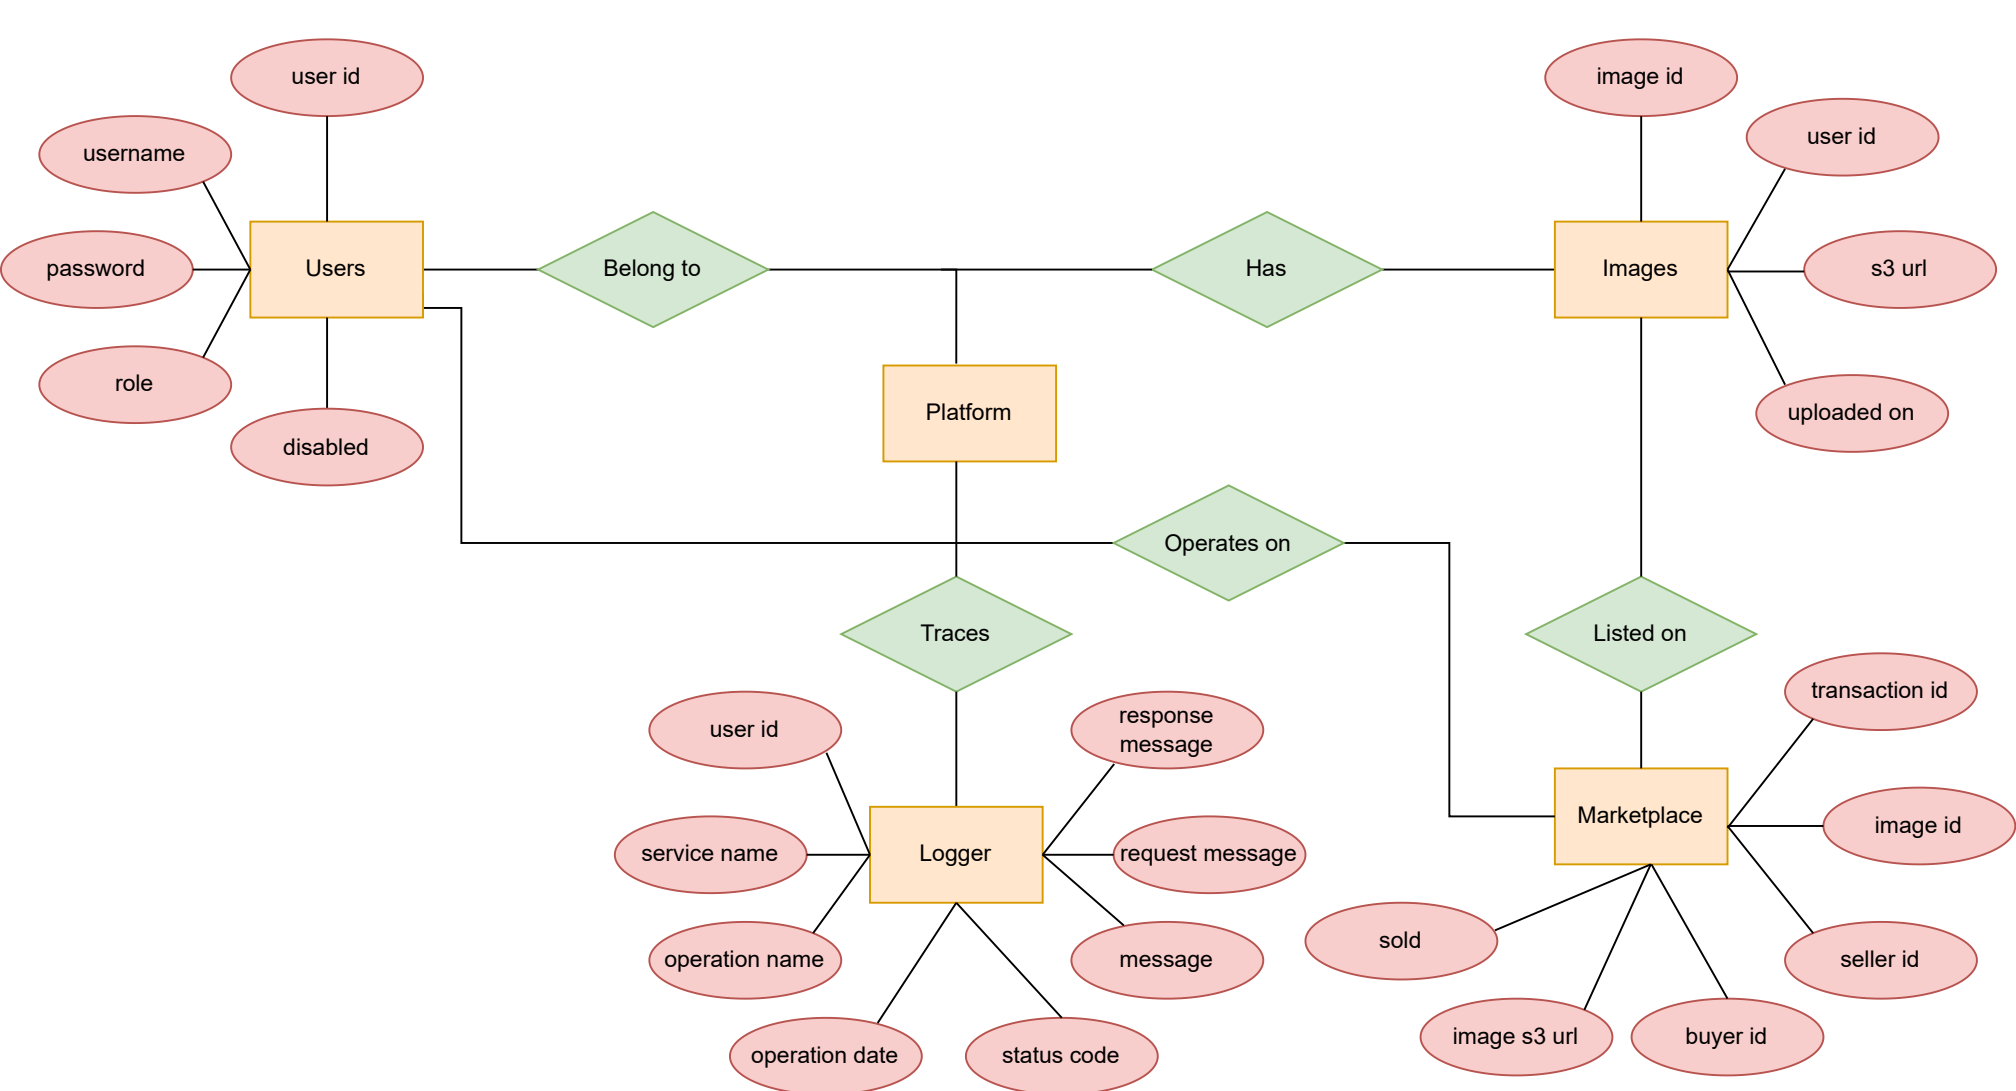 user id
image id
username
user id
password
Users
Belong to
Has
Images
s3 url
role
Platform
uploaded on
disabled
Operates on
Traces
Listed on
user id
response
message
transaction id
service name
Logger
request message
Marketplace
image id
operation name
message
sold
seller id
operation date
status code
image s3 url
buyer id